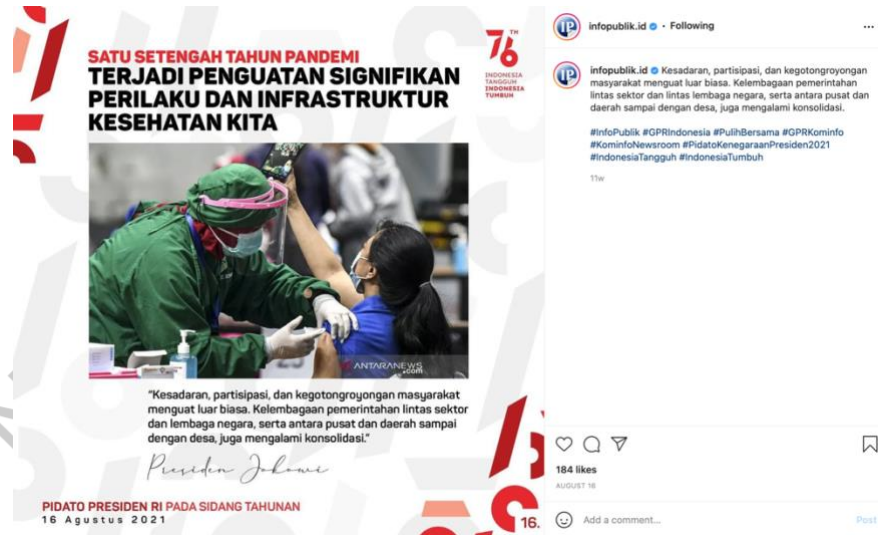 SATU SETENGAH TAHUN PANDEMI
TERJADI PENGUATAN SIGNIFIKAN
PERILAKU DAN INFRASTRUKTUR
KESEHATAN KITA
76
TH
INDONESIA
TANGGUH
INDONESIA
TUMBUH
ANTARANEWS
.com
"Kesadaran, partisipasi, dan kegotongroyongan masyarakat
menguat luar biasa. Kelembagaan pemerintahan lintas sektor
dan lembaga negara, serta antara pusat dan daerah sampai
dengan desa, juga mengalami konsolidasi."
Presiden Jokowi
PIDATO PRESIDEN RI PADA SIDANG TAHUNAN
16 Agustus 2021
16.
IP
infopublik.id • Following
...
IP
infopublik.id Kesadaran, partisipasi, dan kegotongroyongan
masyarakat menguat luar biasa. Kelembagaan pemerintahan
lintas sektor dan lintas lembaga negara, serta antara pusat dan
daerah sampai dengan desa, juga mengalami konsolidasi.
#InfoPublik #GPRIndonesia #PulihBersama #GPRKominfo
#KominfoNewsroom #PidatoKenegaraanPresiden2021
#IndonesiaTangguh #IndonesiaTumbuh
11w
184 likes
AUGUST 16
Add a comment...
Post